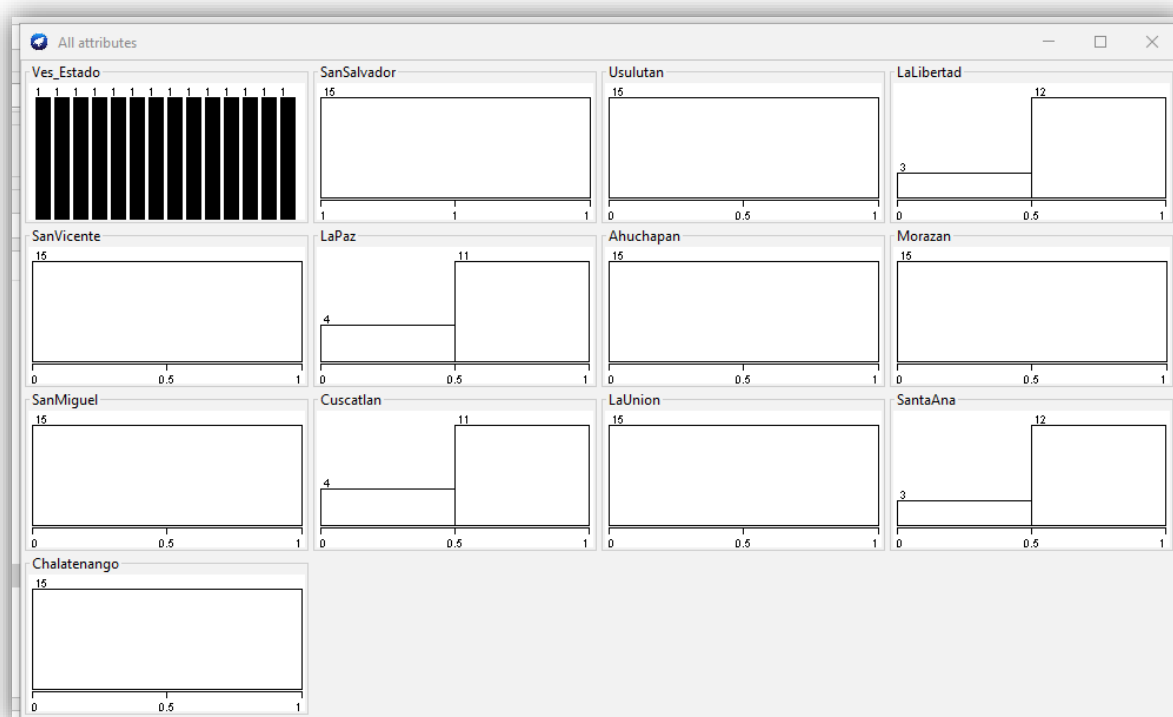 All attributes
Ves_Estado
1 1 1 1 1 1 1 1 1 1 1 1 1 1
SanSalvador
15
1 1 1
Usulutan
15
0 0.5 1
LaLibertad
3 12
0 0.5 1
SanVicente
15
0 0.5 1
LaPaz
4 11
0 0.5 1
Ahuchapan
15
0 0.5 1
Morazan
15
0 0.5 1
SanMiguel
15
0 0.5 1
Cuscatlan
4 11
0 0.5 1
LaUnion
15
0 0.5 1
SantaAna
3 12
0 0.5 1
Chalatenango
15
0 0.5 1